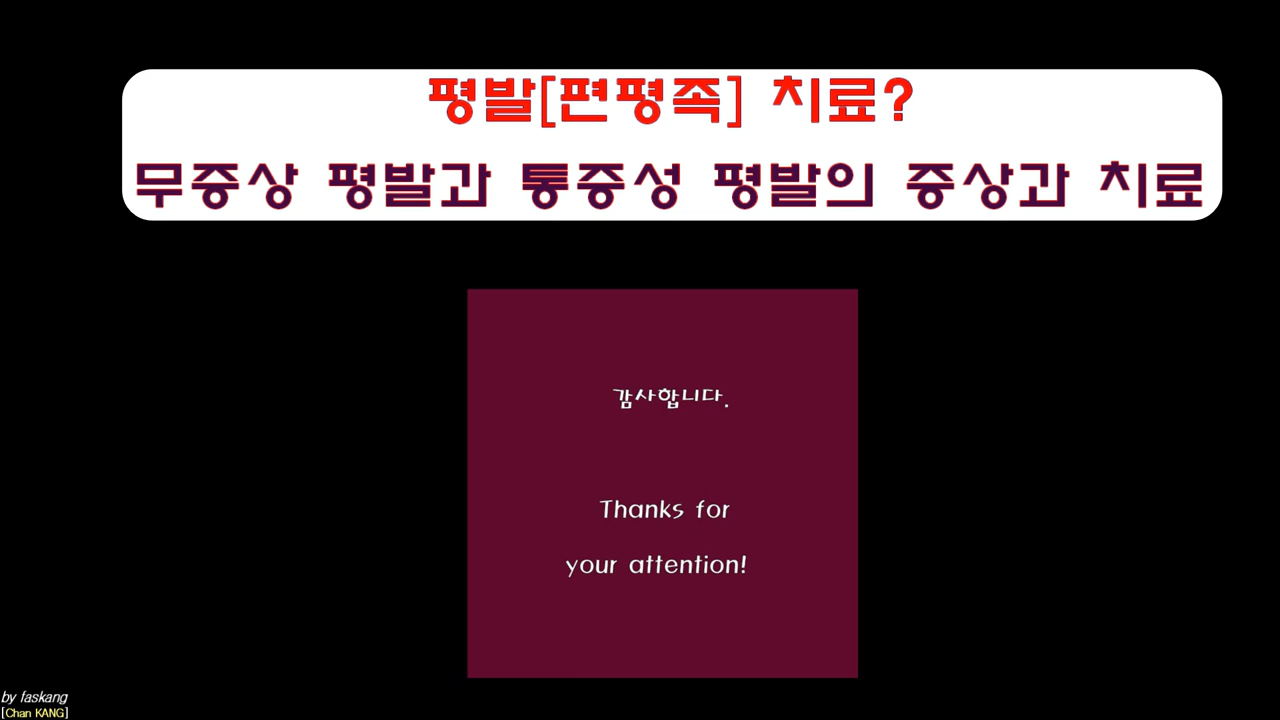 평발[편평족] 치료?
무증상 평발과 통증성 평발의 증상과 치료
감사합니다.
Thanks for
your attention!
by faskang
[Chan KANG]